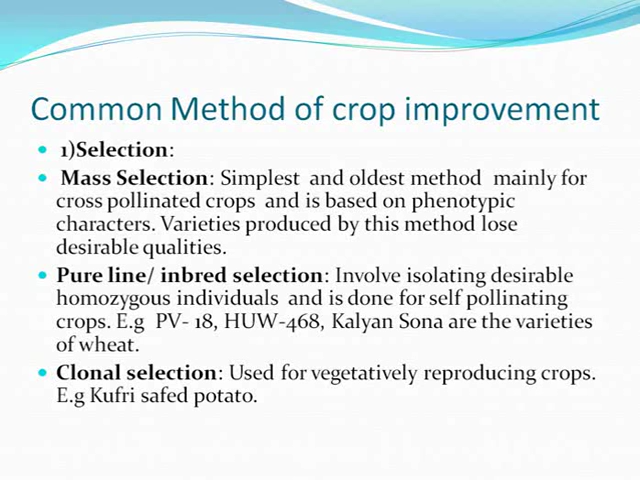 Common Method of crop improvement
1)Selection:
Mass Selection: Simplest and oldest method mainly for
cross pollinated crops and is based on phenotypic
characters. Varieties produced by this method lose
desirable qualities.
Pure line/ inbred selection: Involve isolating desirable
homozygous individuals and is done for self pollinating
crops. E.g PV- 18, HUW-468, Kalyan Sona are the varieties
of wheat.
Clonal selection: Used for vegetatively reproducing crops.
E.g Kufri safed potato.